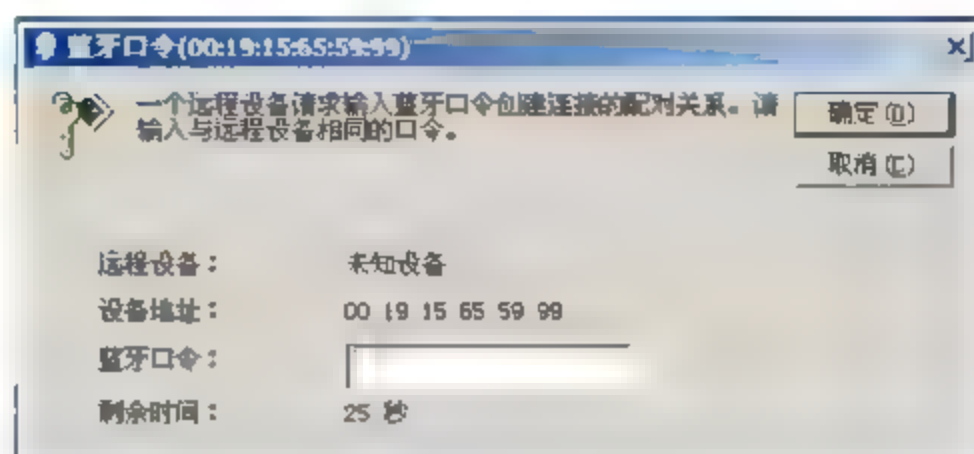 蓝牙口令(00:19:15:65:59:99)
一个远程设备请求输入蓝牙口令创建连接的配对关系。请
输入与远程设备相同的口令。
确定(O)
取消(C)
远程设备： 未知设备
设备地址： 00 19 15 65 59 99
蓝牙口令：
剩余时间： 25 秒